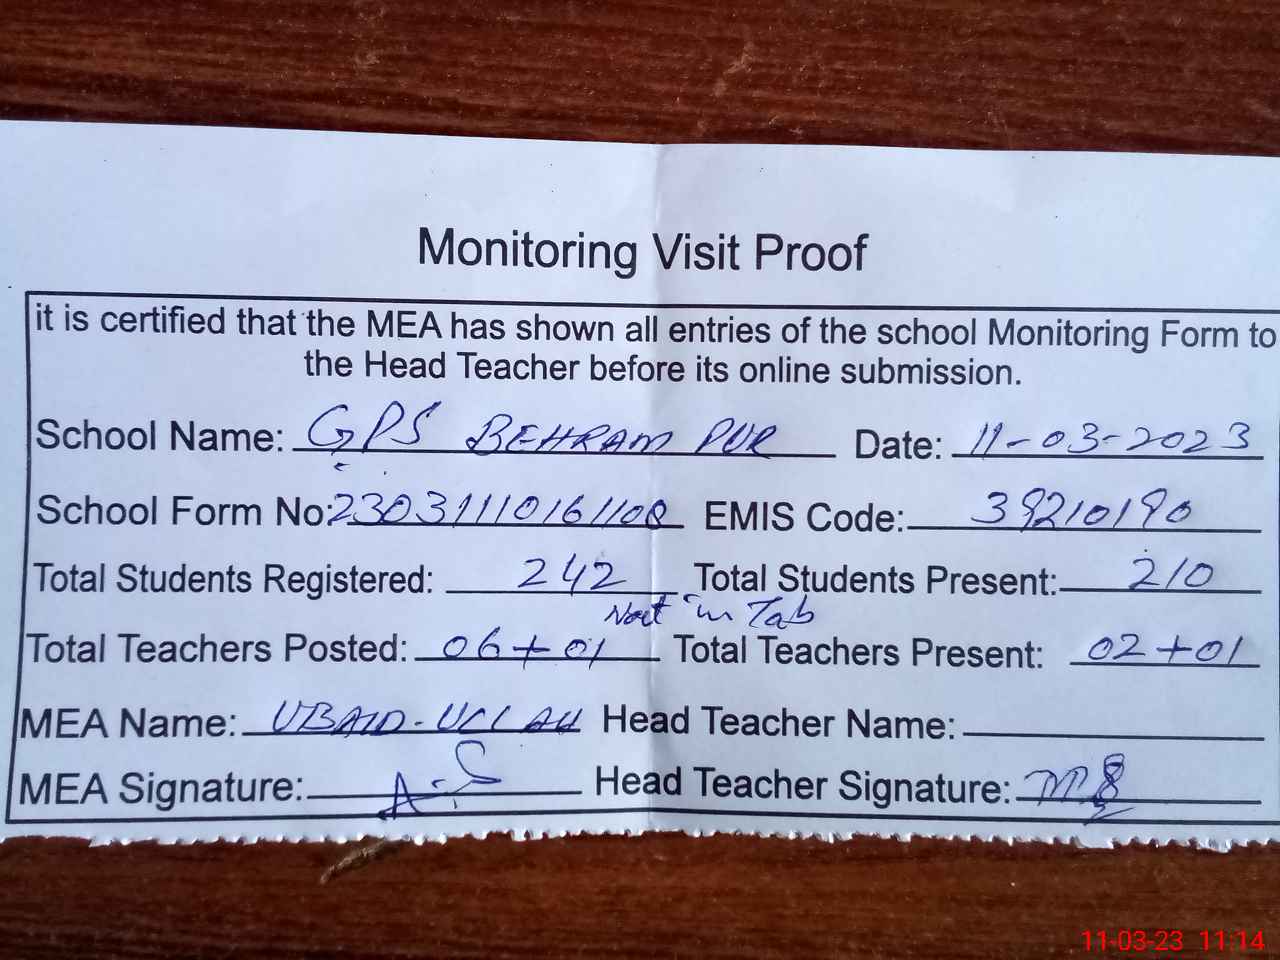 Monitoring Visit Proof
it is certified that the MEA has shown all entries of the school Monitoring Form to
the Head Teacher before its online submission.
School Name: GPS BEHRAM PUR Date: 11-03-2023
School Form No: 23031110161108 EMIS Code: 39210190
Total Students Registered: 242 Total Students Present: 210
Not in Tab
Total Teachers Posted: 06+01 Total Teachers Present: 02+01
MEA Name: UBAID-ULLAH Head Teacher Name:
MEA Signature: Head Teacher Signature:
11-03-23 11:14